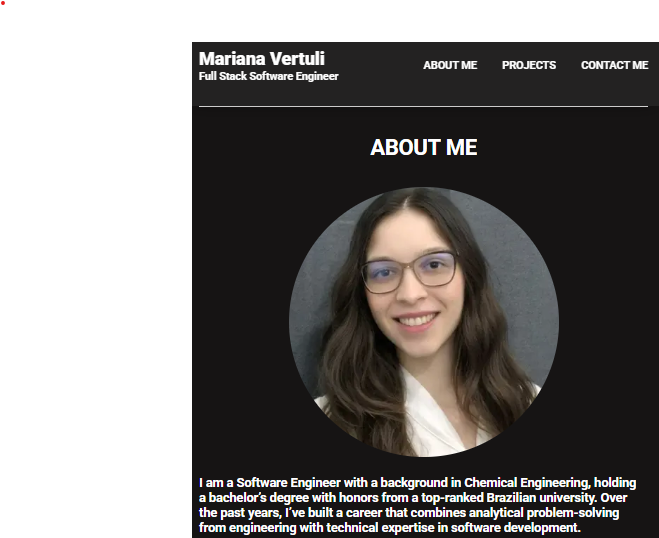 Mariana Vertuli
Full Stack Software Engineer
ABOUT ME
PROJECTS
CONTACT ME
ABOUT ME
I am a Software Engineer with a background in Chemical Engineering, holding
a bachelor’s degree with honors from a top-ranked Brazilian university. Over
the past years, I’ve built a career that combines analytical problem-solving
from engineering with technical expertise in software development.